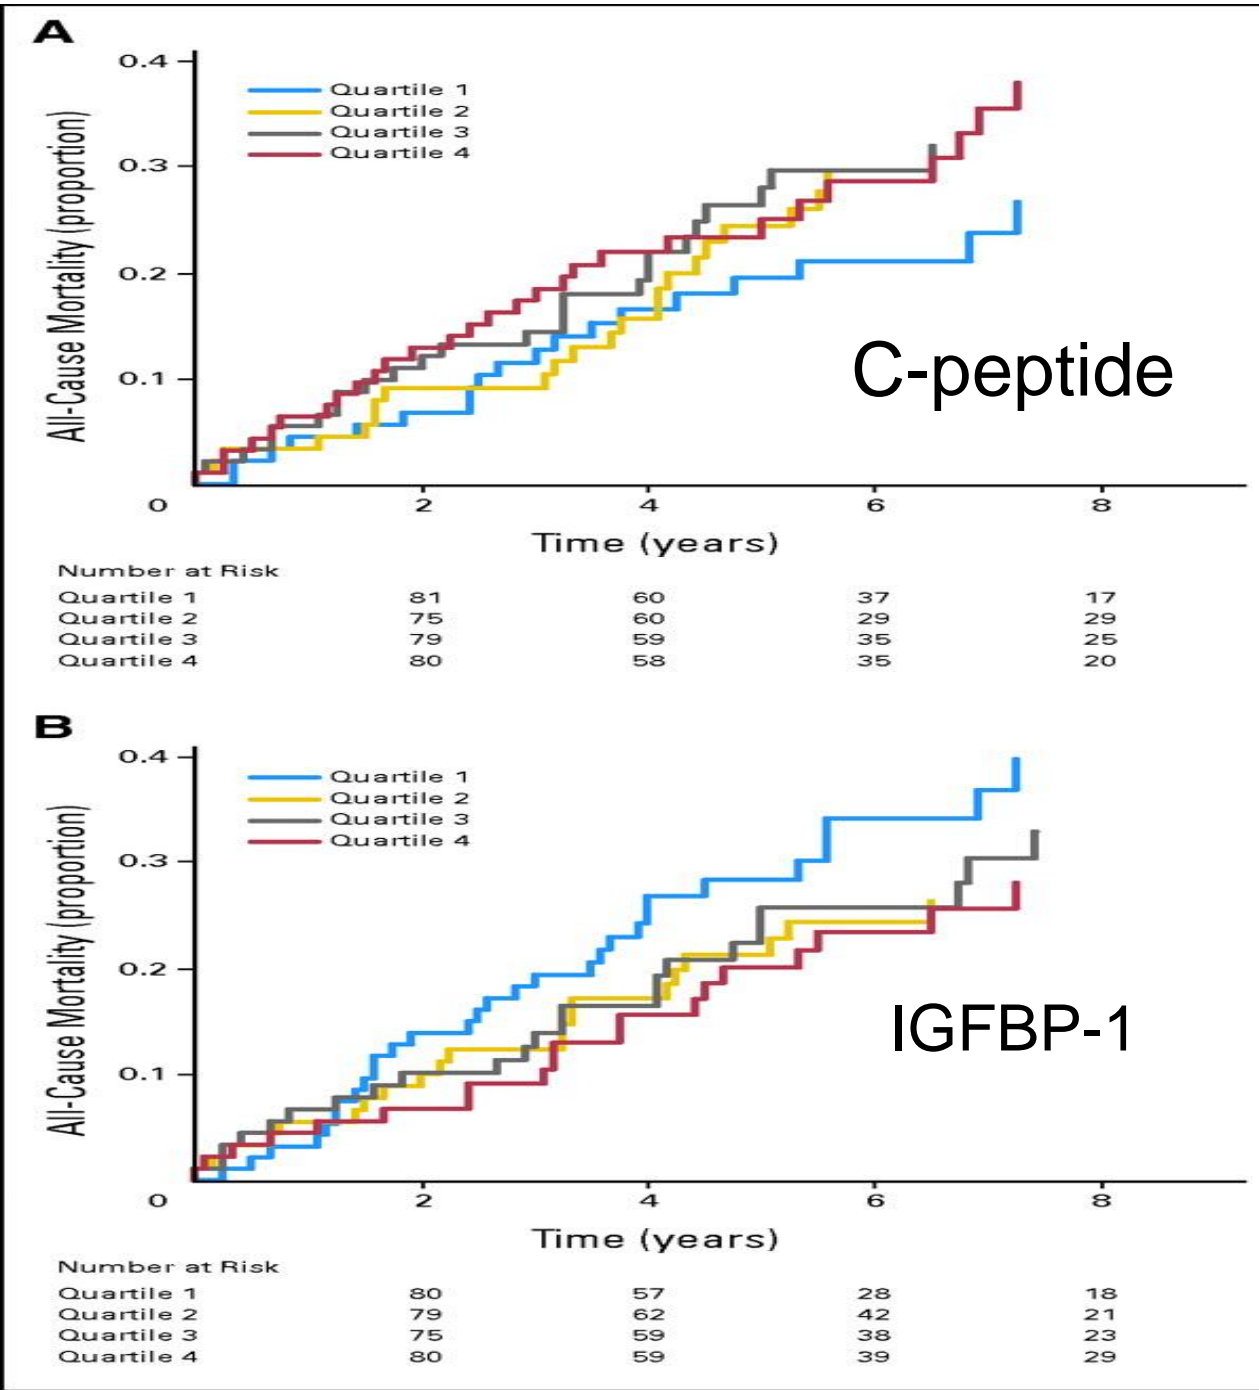 A
All-Cause Mortality (proportion)
0.4
0.3
0.2
0.1
Quartile 1
Quartile 2
Quartile 3
Quartile 4
C-peptide
0 2 4 6 8
Time (years)
Number at Risk
Quartile 1 81 60 37 17
Quartile 2 75 60 29 29
Quartile 3 79 59 35 25
Quartile 4 80 58 35 20
B
All-Cause Mortality (proportion)
0.4
0.3
0.2
0.1
Quartile 1
Quartile 2
Quartile 3
Quartile 4
IGFBP-1
0 2 4 6 8
Time (years)
Number at Risk
Quartile 1 80 57 28 18
Quartile 2 79 62 42 21
Quartile 3 75 59 38 23
Quartile 4 80 59 39 29